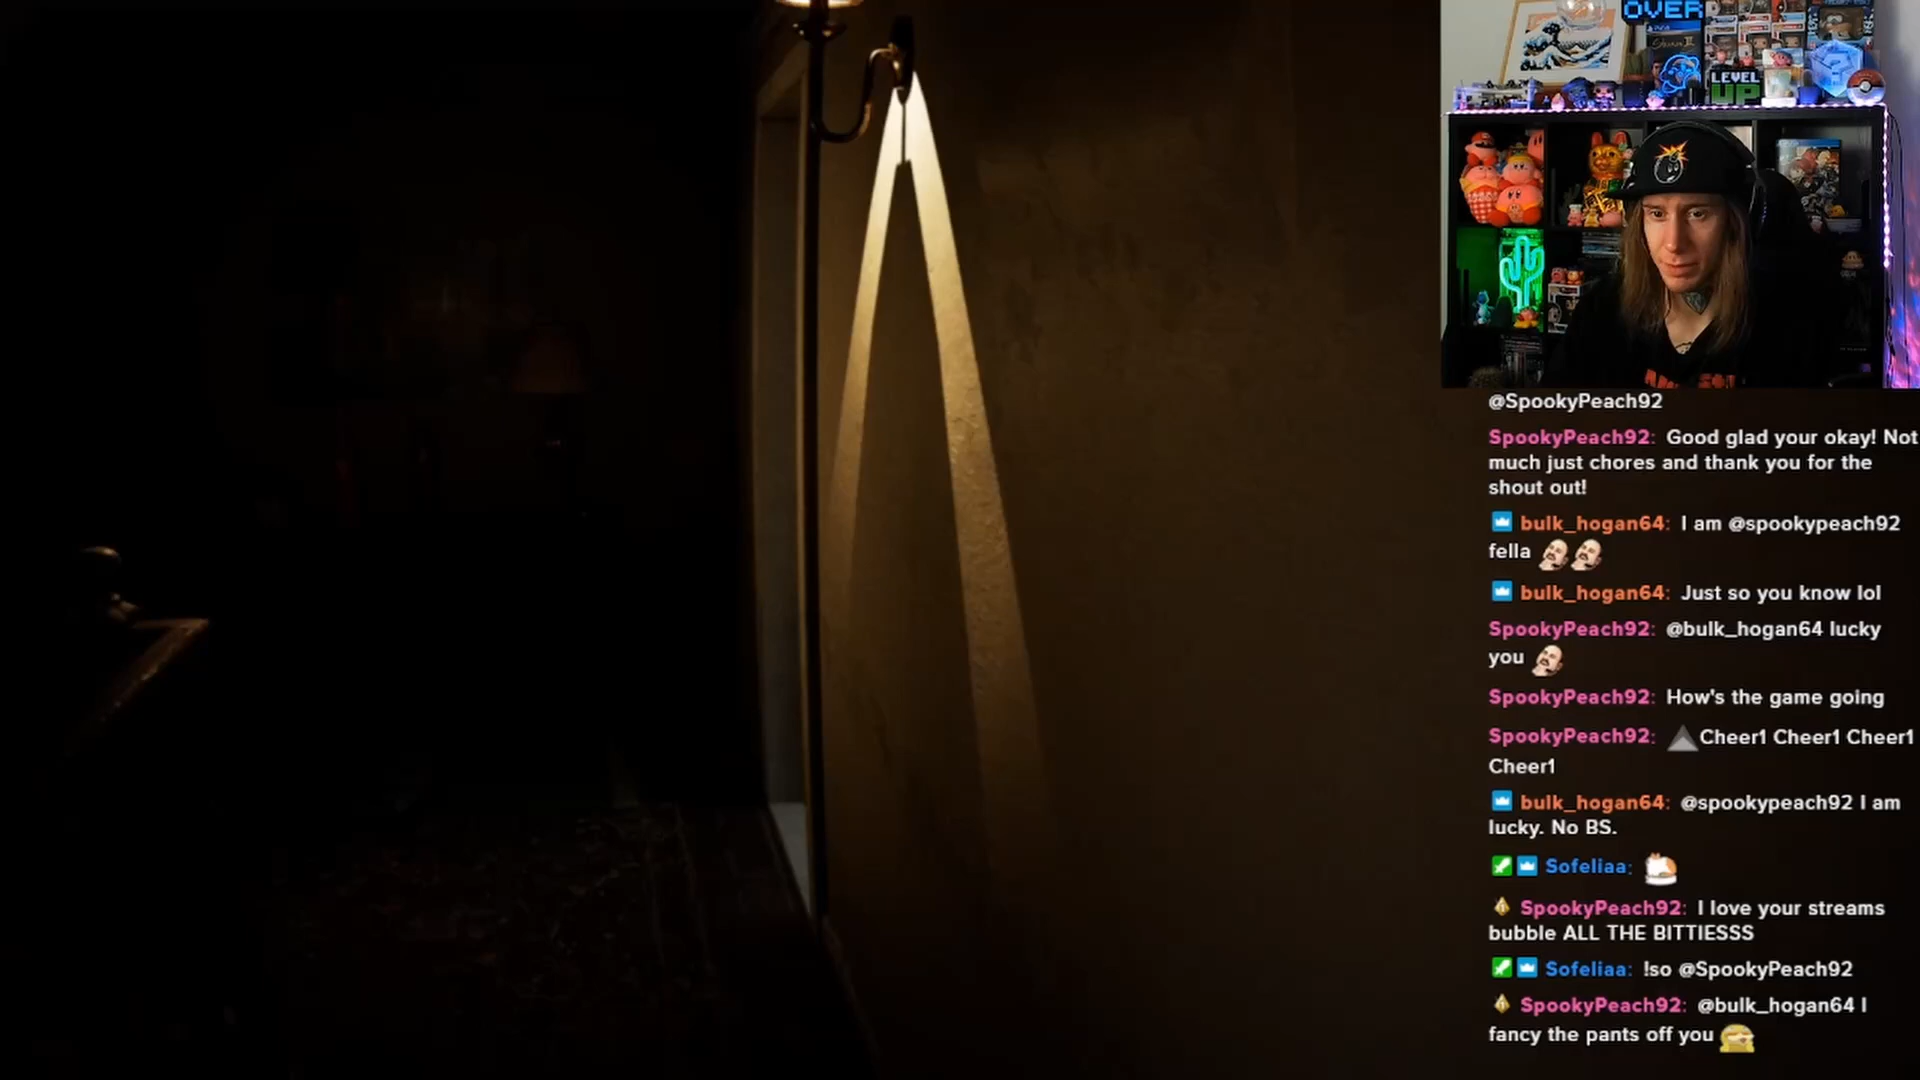 OVER
LEVEL
UP
@SpookyPeach92
SpookyPeach92: Good glad your okay! Not
much just chores and thank you for the
shout out!
bulk_hogan64: I am @spookypeach92
fella
bulk_hogan64: Just so you know lol
SpookyPeach92: @bulk_hogan64 lucky
you
SpookyPeach92: How's the game going
SpookyPeach92: Cheer1 Cheer1 Cheer1
Cheer1
bulk_hogan64: @spookypeach92 I am
lucky. No BS.
Sofeliaa:
SpookyPeach92: I love your streams
bubble ALL THE BITTIESSS
Sofeliaa: !so @SpookyPeach92
SpookyPeach92: @bulk_hogan64 I
fancy the pants off you